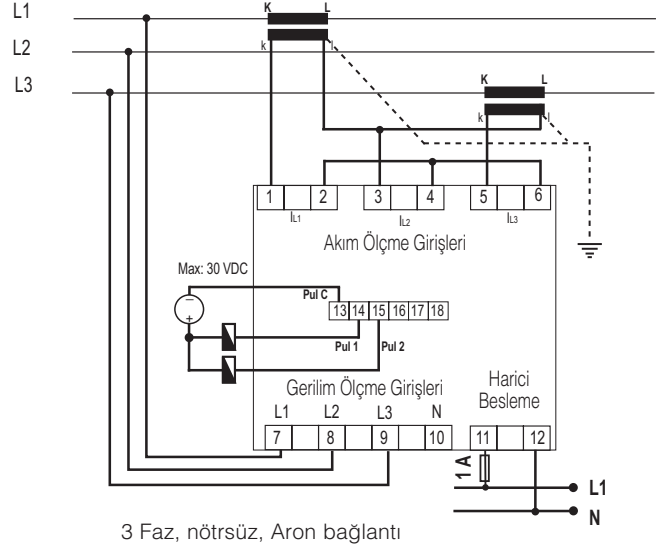 L1
K L
L2
k l
L3
K L
k l
1 2 3 4 5 6
IL1 IL2 IL3
Akım Ölçme Girişleri
Max: 30 VDC
Pul C
13 14 15 16 17 18
Pul 1 Pul 2
Gerilim Ölçme Girişleri
Harici
Besleme
L1 L2 L3 N
7 8 9 10 11 12
1 A
L1
N
3 Faz, nötrsüz, Aron bağlantı